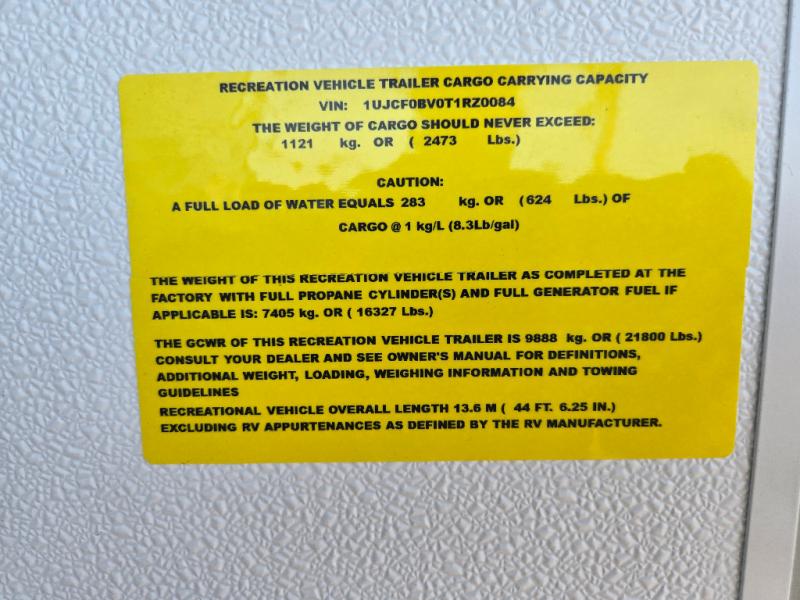 RECREATION VEHICLE TRAILER CARGO CARRYING CAPACITY
VIN: 1UJCF0BV0T1RZ0084
THE WEIGHT OF CARGO SHOULD NEVER EXCEED:
1121 kg. OR ( 2473 Lbs.)
CAUTION:
A FULL LOAD OF WATER EQUALS 283 kg. OR (624 Lbs.) OF
CARGO @ 1 kg/L (8.3Lb/gal)
THE WEIGHT OF THIS RECREATION VEHICLE TRAILER AS COMPLETED AT THE
FACTORY WITH FULL PROPANE CYLINDER(S) AND FULL GENERATOR FUEL IF
APPLICABLE IS: 7405 kg. OR ( 16327 Lbs.)
THE GCWR OF THIS RECREATION VEHICLE TRAILER IS 9888 kg. OR ( 21800 Lbs.)
CONSULT YOUR DEALER AND SEE OWNER'S MANUAL FOR DEFINITIONS,
ADDITIONAL WEIGHT, LOADING, WEIGHING INFORMATION AND TOWING
GUIDELINES
RECREATIONAL VEHICLE OVERALL LENGTH 13.6 M ( 44 FT. 6.25 IN.)
EXCLUDING RV APPURTENANCES AS DEFINED BY THE RV MANUFACTURER.